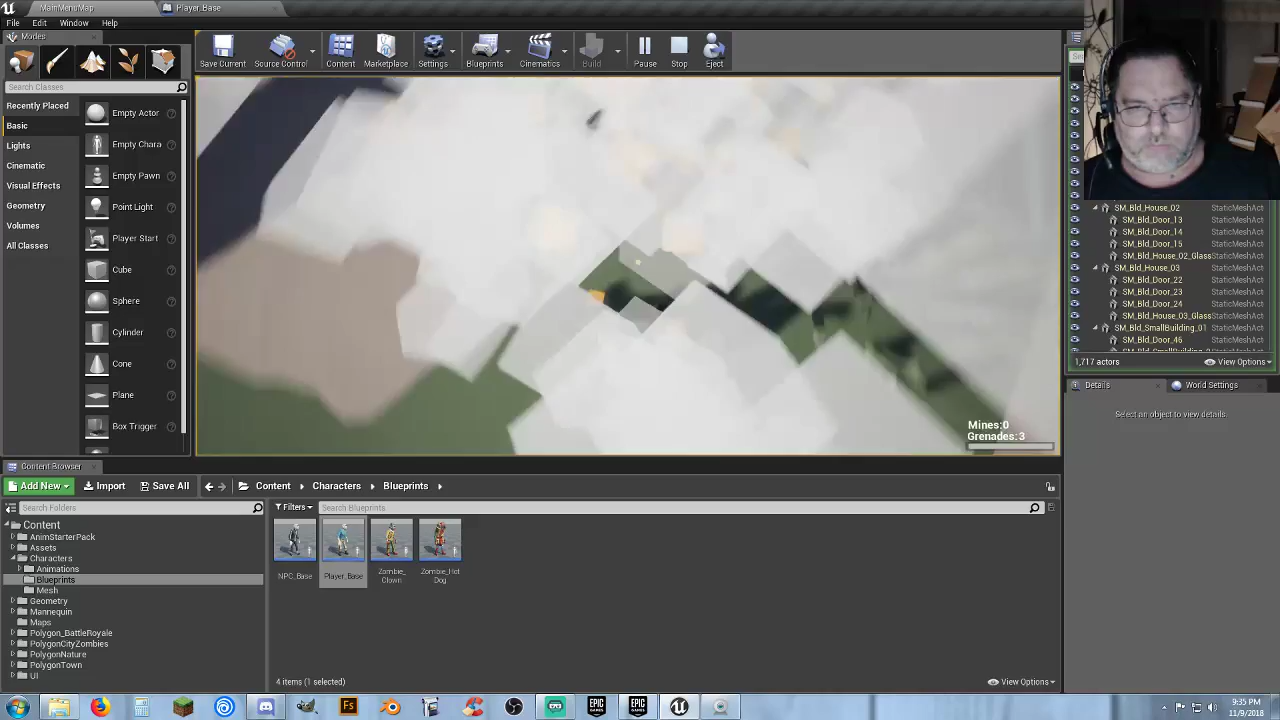 MainMenuMap
Player_Base
File Edit Window Help
Modes
Save Current
Source Control
Content
Marketplace
Settings
Blueprints
Cinematics
Build
Pause
Stop
Eject
Search Classes
Recently Placed
Basic
Lights
Cinematic
Visual Effects
Geometry
Volumes
All Classes
Empty Actor
Empty Chara
Empty Pawn
Point Light
Player Start
Cube
Sphere
Cylinder
Cone
Plane
Box Trigger
Mines:0
Grenades:3
SM_Bld_House_02 StaticMeshAct
SM_Bld_Door_13 StaticMeshAct
SM_Bld_Door_14 StaticMeshAct
SM_Bld_Door_15 StaticMeshAct
SM_Bld_House_02_Glass StaticMeshAct
SM_Bld_House_03 StaticMeshAct
SM_Bld_Door_22 StaticMeshAct
SM_Bld_Door_23 StaticMeshAct
SM_Bld_Door_24 StaticMeshAct
SM_Bld_House_03_Glass StaticMeshAct
SM_Bld_SmallBuilding_01 StaticMeshAct
SM_Bld_Door_46 StaticMeshAct
1,717 actors
View Options
Details
World Settings
Select an object to view details.
Content Browser
Add New
Import
Save All
Content
Characters
Blueprints
Search Folders
Filters
Search Blueprints
Content
AnimStarterPack
Assets
Characters
Animations
Blueprints
Mesh
Geometry
Mannequin
Maps
Polygon_BattleRoyale
PolygonCityZombies
PolygonNature
PolygonTown
UI
NPC_Base
Player_Base
Zombie_
Clown
Zombie_Hot
Dog
4 items (1 selected)
View Options
Fs
EPIC
GAMES
EPIC
GAMES
9:35 PM
11/9/2018